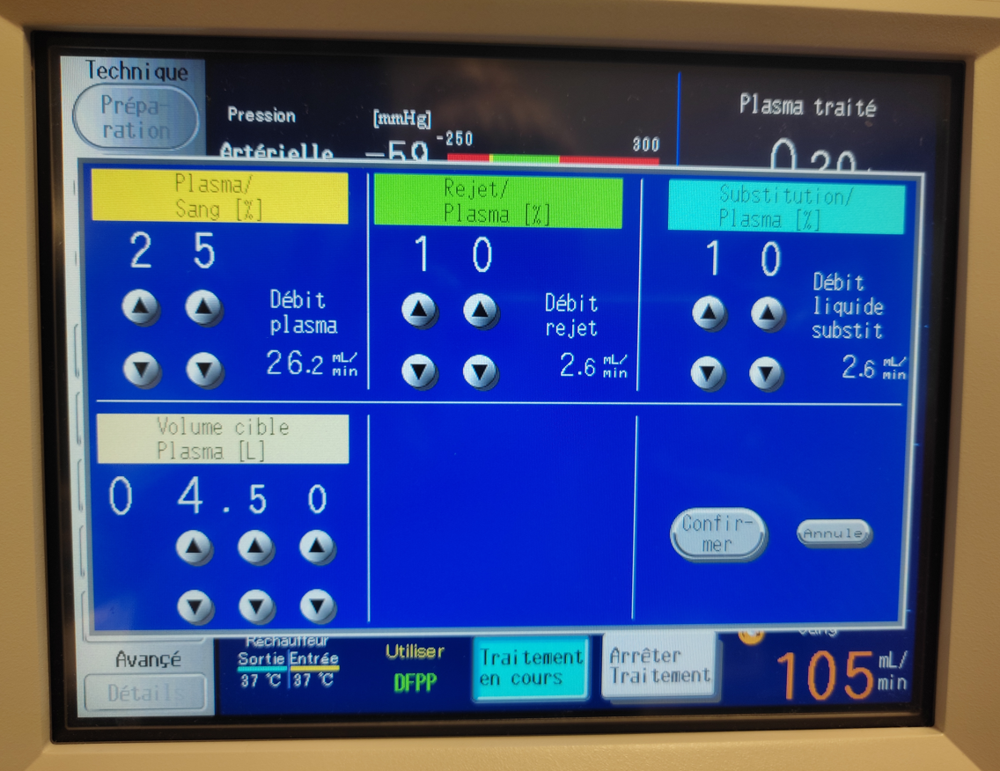 Technique
Prépa-
ration
Pression [mmHg]
Artérielle -59 -250 300
Plasma traité
0.20
Plasma/
Sang [%]
2 5
Débit
plasma
26.2 mL/
min
Rejet/
Plasma [%]
1 0
Débit
rejet
2.6 mL/
min
Substitution/
Plasma [%]
1 0
Débit
liquide
substit
2.6 mL/
min
Volume cible
Plasma [L]
0 4.50
Confir-
mer
Annule
Avancé
Détails
Réchauffeur
Sortie Entrée
37 ℃ 37 ℃
Utiliser
DFPP
Traitement
en cours
Arrêter
Traitement
Sang
105 mL/
min